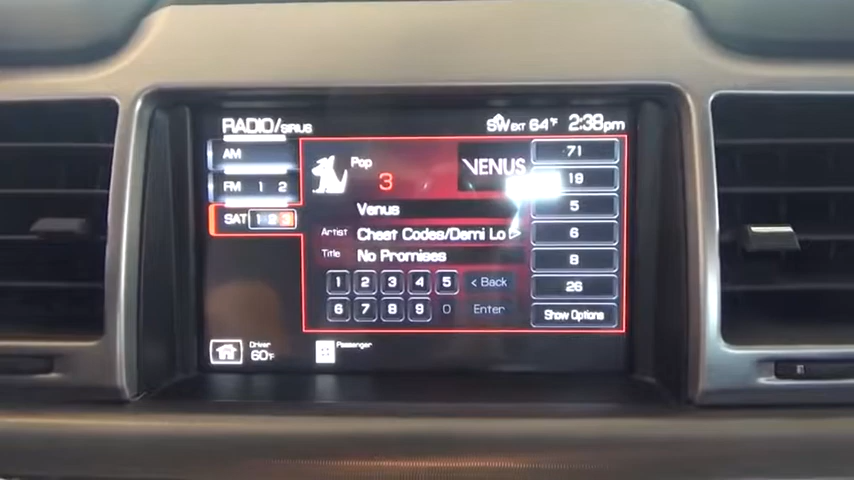 RADIO/SIRIUS
SW EXT 64°F 2:38pm
AM
FM 1 2
SAT 1 2 3
Pop
3
VENUS
Venus
Artist Cheat Codes/Demi Lo
Title No Promises
1 2 3 4 5 < Back
6 7 8 9 0 Enter
71
19
5
6
8
26
Show Options
Driver
60°F
Passenger